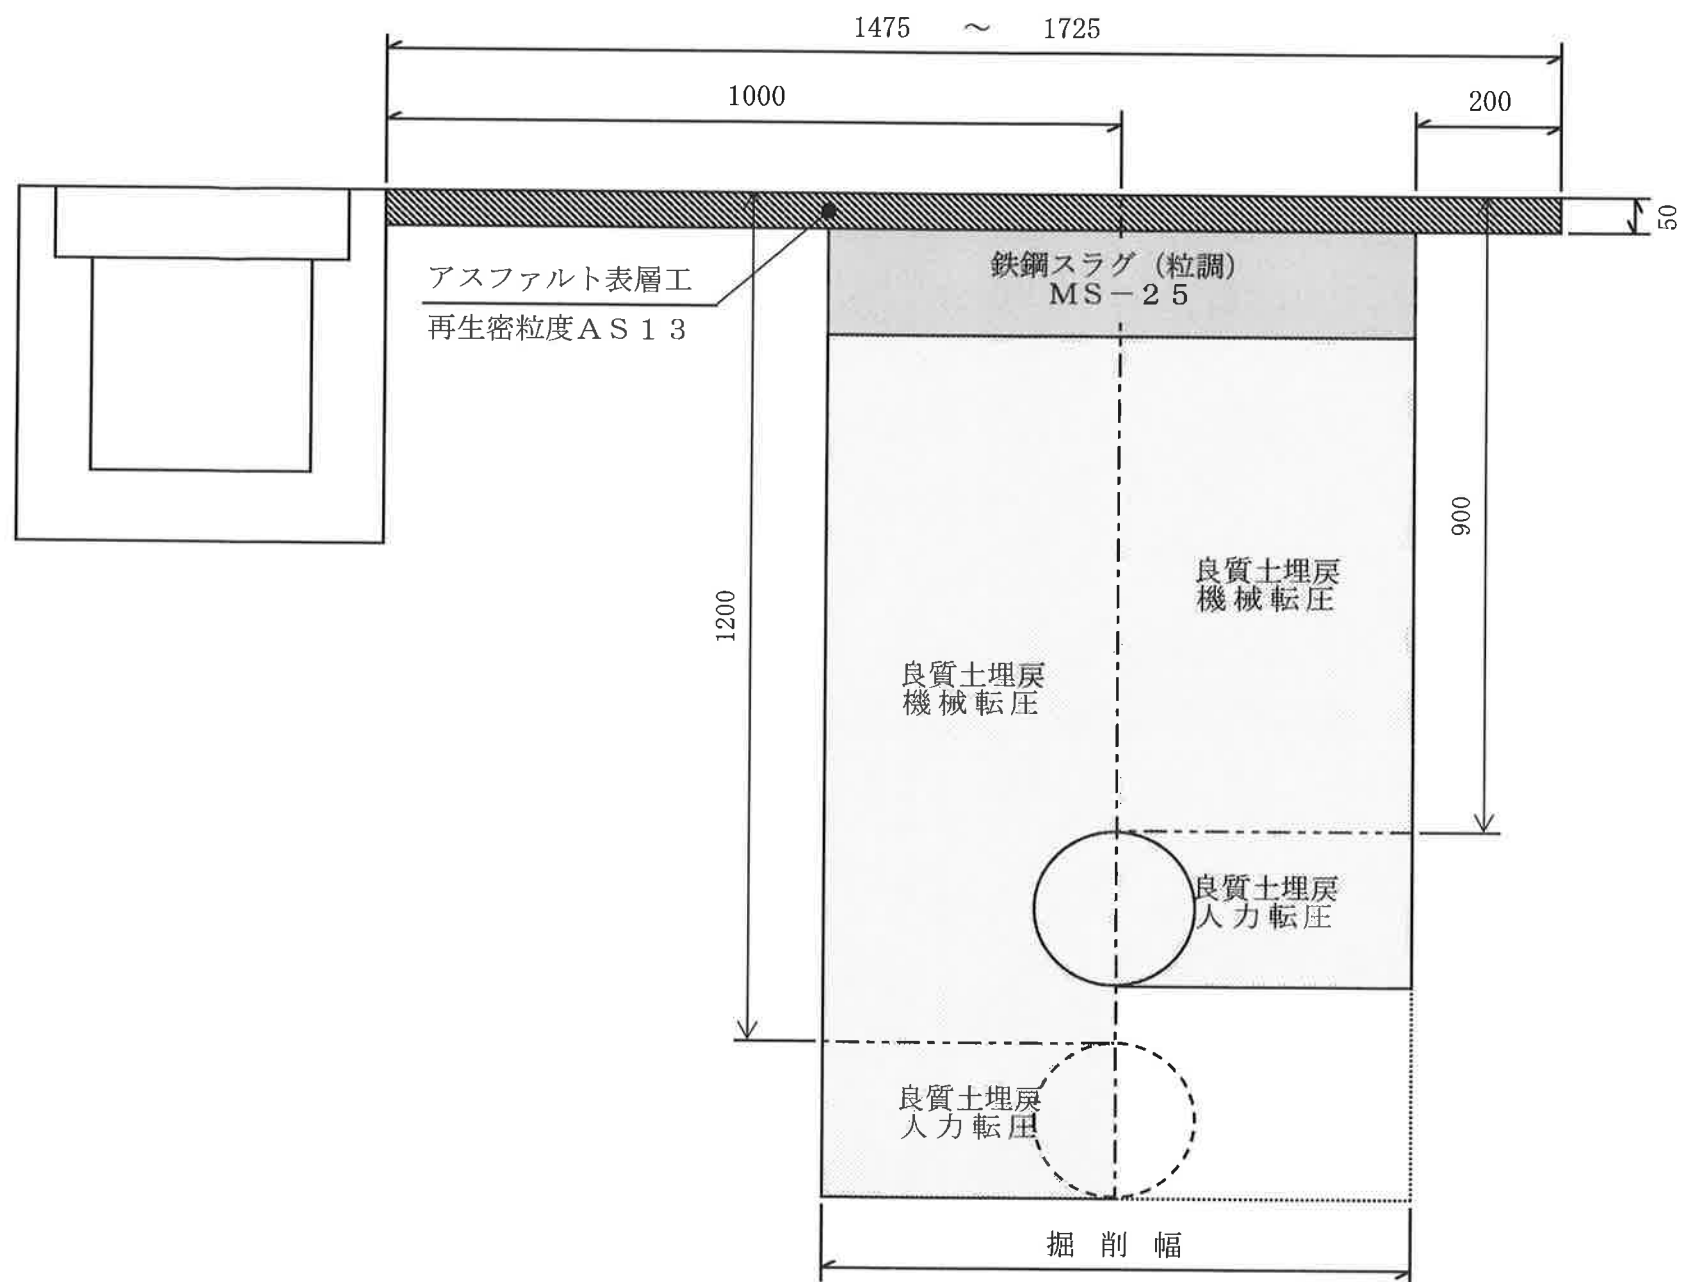 1475 ～ 1725
1000
200
50
鉄鋼スラグ（粒調）
ＭＳ－２５
アスファルト表層工
再生密粒度ＡＳ１３
900
良質土埋戻
機械転圧
1200
良質土埋戻
機械転圧
良質土埋戻
人力転圧
良質土埋戻
人力転圧
掘削幅